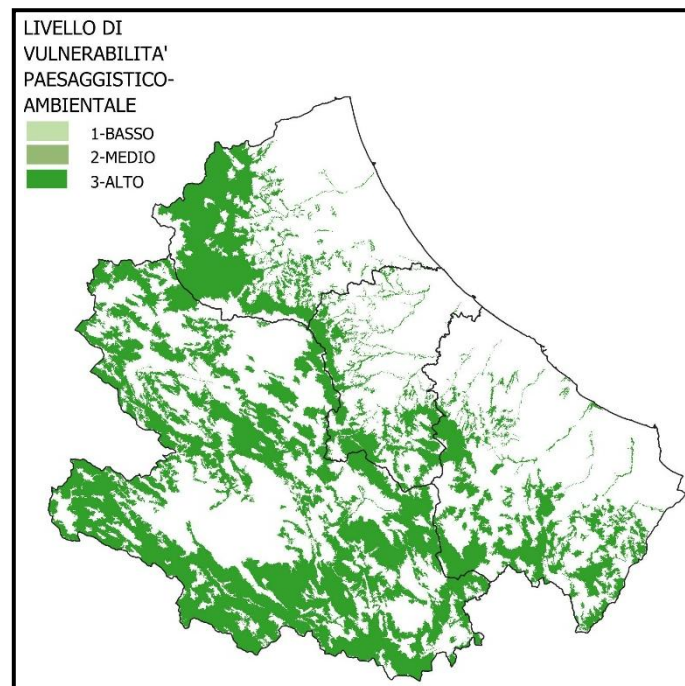 LIVELLO DI
VULNERABILITA'
PAESAGGISTICO-
AMBIENTALE
1-BASSO
2-MEDIO
3-ALTO